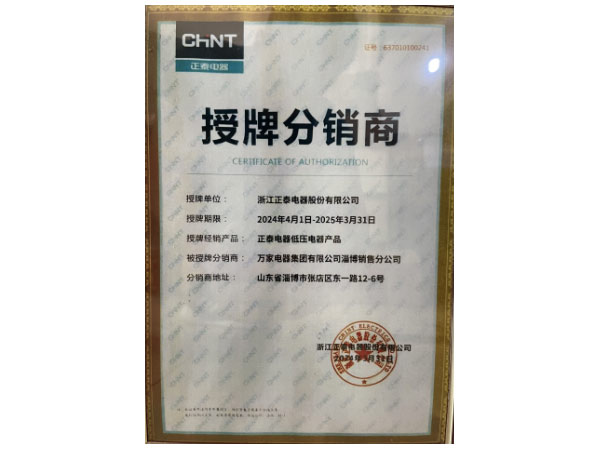 CHNT
正泰电器
证号：63701010024J
授牌分销商
CERTIFICATE OF AUTHORIZATION
授牌单位： 浙江正泰电器股份有限公司
授牌期限： 2024年4月1日-2025年3月31日
授牌经销产品： 正泰电器低压电器产品
被授牌分销商： 万家电器集团有限公司淄博销售分公司
分销商地址： 山东省淄博市张店区东一路12-6号
浙江正泰电器股份有限公司